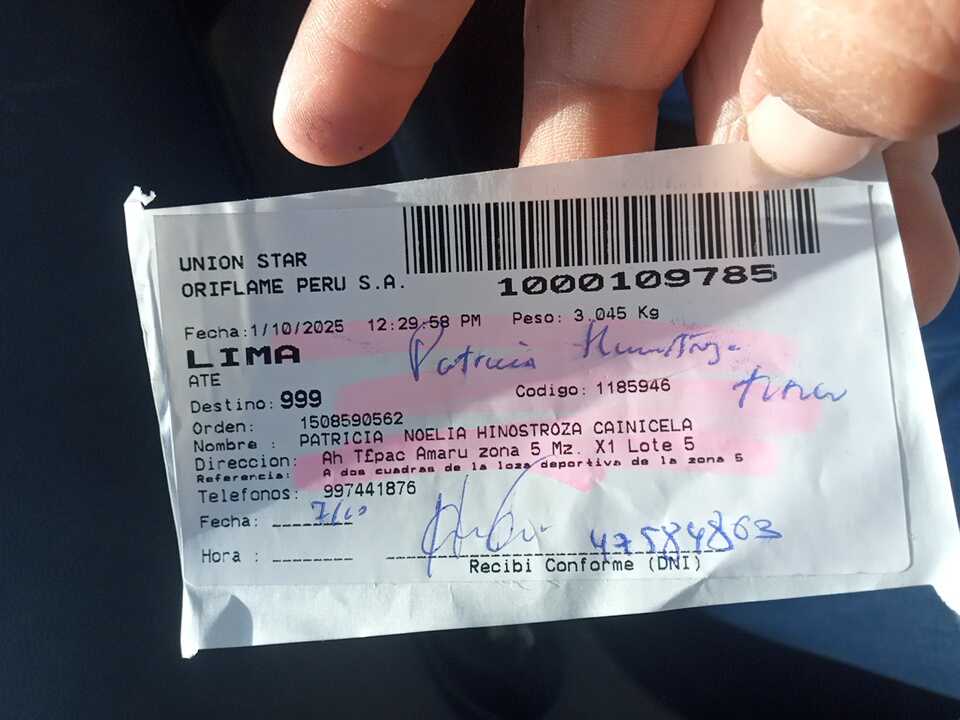 UNION STAR
ORIFLAME PERU S.A.
1000109785
Fecha:1/10/2025 12:29:58 PM Peso: 3.045 Kg
LIMA
Patricia Hinostroza
ATE
Destino: 999 Codigo: 1185946
Orden: 1508590562
Nombre : PATRICIA NOELIA HINOSTROZA CAINICELA
Direccion: Ah T£pac Amaru zona 5 Mz. X1 Lote 5
Referencia: A dos cuadras de la loza deportiva de la zona 5
Telefonos: 997441876
Fecha: 7/10
Hora : 47584863
Recibi Conforme (DNI)